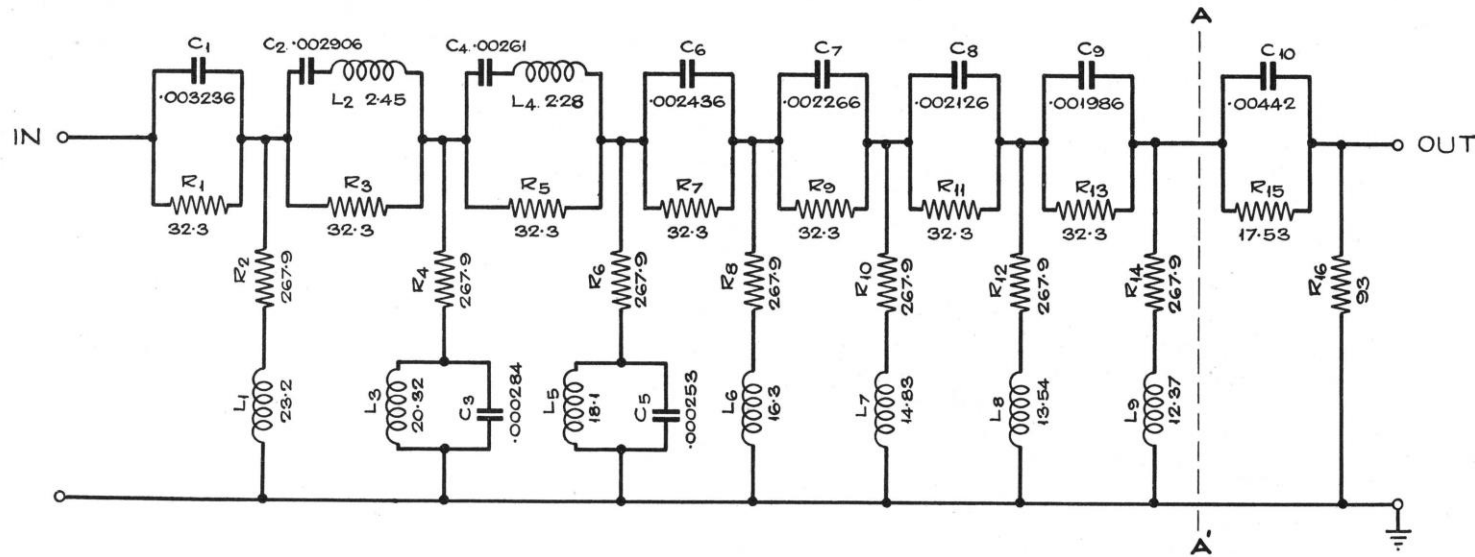 A
C1
.003236
R1
32.3
C2 .002906
L2 2.45
R3
32.3
C4 .00261
L4. 2.28
R5
32.3
C6
.002436
R7
32.3
C7
.002266
R9
32.3
C8
.002126
R11
32.3
C9
.001986
R13
32.3
C10
.00442
R15
17.53
IN
OUT
R2
267.9
R4
267.9
R6
267.9
R8
267.9
R10
267.9
R12
267.9
R14
267.9
R16
93
L1
23.2
L3
20.32
C3
.000284
L5
18.1
C5
.000253
L6
16.3
L7
14.83
L8
13.54
L9
12.37
A'